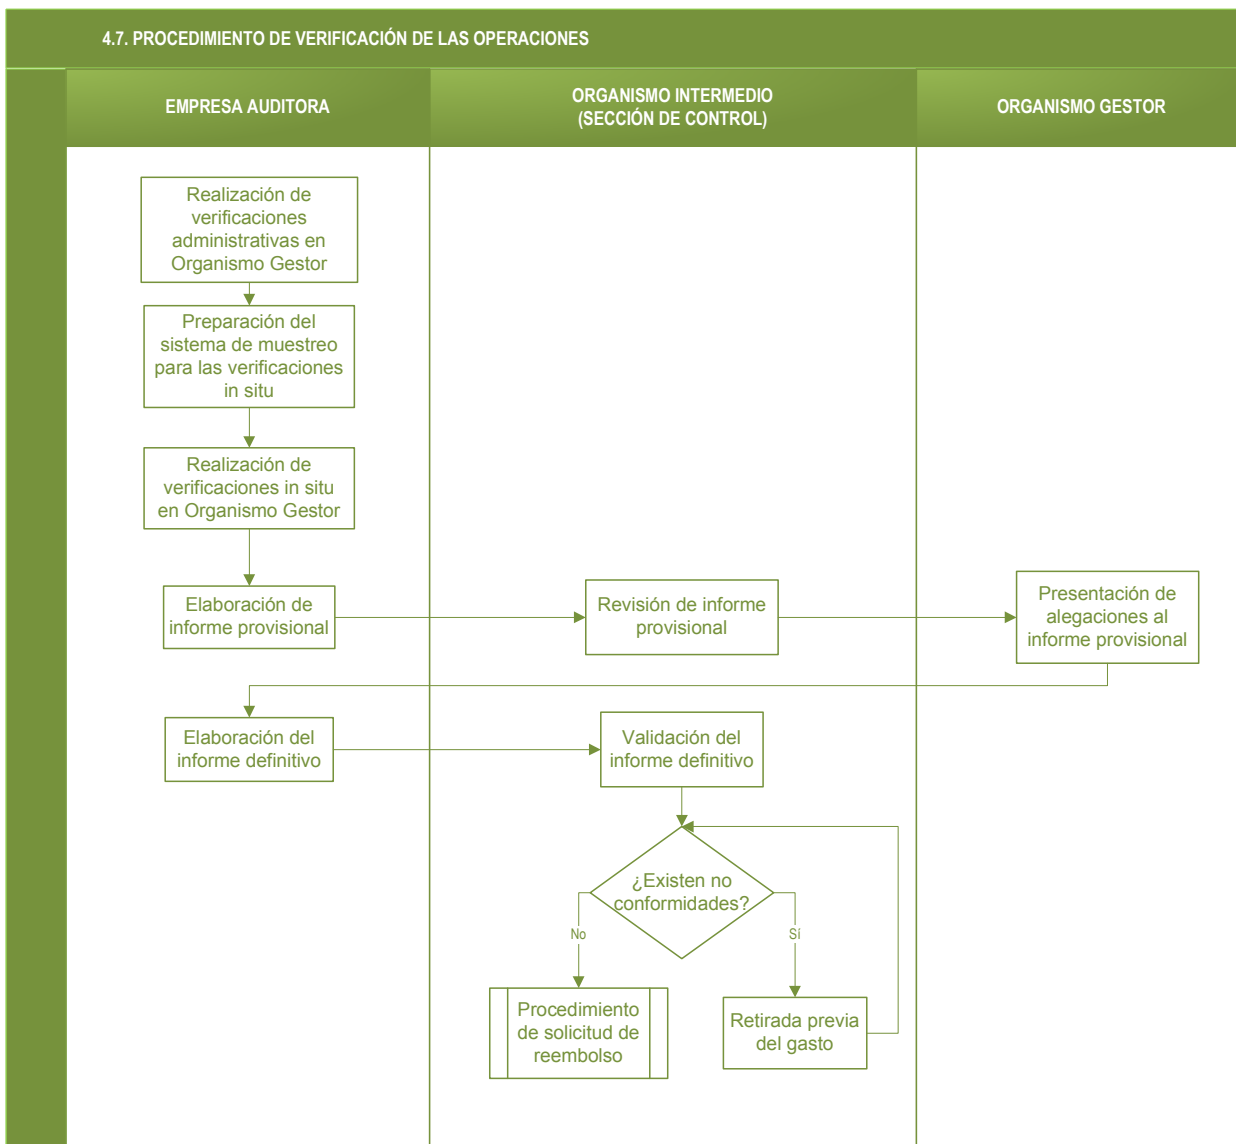 4.7. PROCEDIMIENTO DE VERIFICACIÓN DE LAS OPERACIONES
EMPRESA AUDITORA
ORGANISMO INTERMEDIO
(SECCIÓN DE CONTROL)
ORGANISMO GESTOR
Realización de
verificaciones
administrativas en
Organismo Gestor
Preparación del
sistema de muestreo
para las verificaciones
in situ
Realización de
verificaciones in situ
en Organismo Gestor
Elaboración de
informe provisional
Revisión de informe
provisional
Presentación de
alegaciones al
informe provisional
Elaboración del
informe definitivo
Validación del
informe definitivo
¿Existen no
conformidades?
No
Sí
Procedimiento
de solicitud de
reembolso
Retirada previa
del gasto